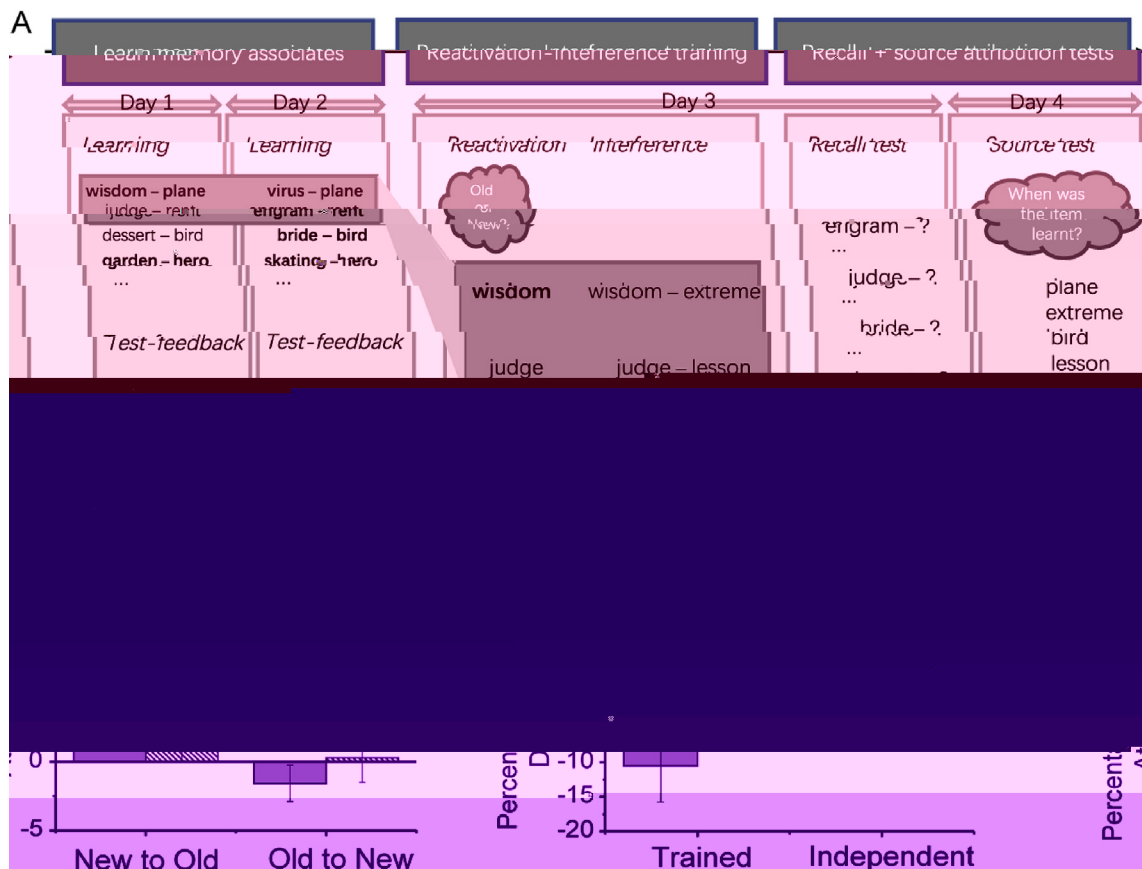 A
Learn memory associates
Reactivation-Interference training
Recall + source attribution tests
Day 1
Day 2
Day 3
Day 4
Learning
Learning
Reactivation
Interference
Recall test
Source test
wisdom – plane
judge – rent
dessert – bird
garden – hero
...
Test-feedback
virus – plane
engram – rent
bride – bird
skating – hero
...
Test-feedback
Old
or
New?
wisdom
wisdom – extreme
judge
judge – lesson
engram – ?
...
judge – ?
...
bride – ?
...
When was
the item
learnt?
plane
extreme
bird
lesson
0
-5
New to Old
Old to New
Percen
D
-10
-15
-20
Trained
Independent
Percent